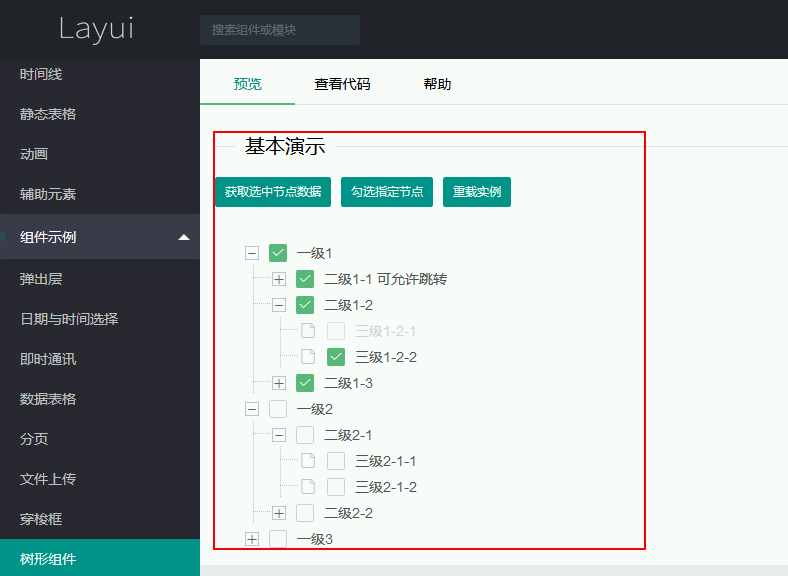 Layui
搜索组件或模块
时间线
静态表格
动画
辅助元素
组件示例
弹出层
日期与时间选择
即时通讯
数据表格
分页
文件上传
穿梭框
树形组件
预览 查看代码 帮助
基本演示
获取选中节点数据 勾选指定节点 重载实例
一级1
二级1-1 可允许跳转
二级1-2
三级1-2-1
三级1-2-2
二级1-3
一级2
二级2-1
三级2-1-1
三级2-1-2
二级2-2
一级3